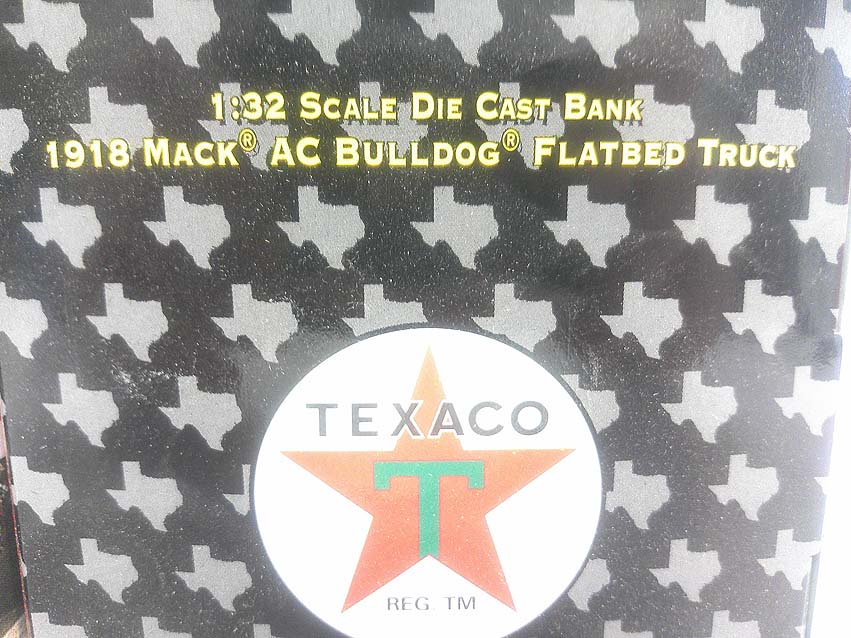 1:32 SCALE DIE CAST BANK
1918 MACK® AC BULLDOG® FLATBED TRUCK
TEXACO
T
REG. TM